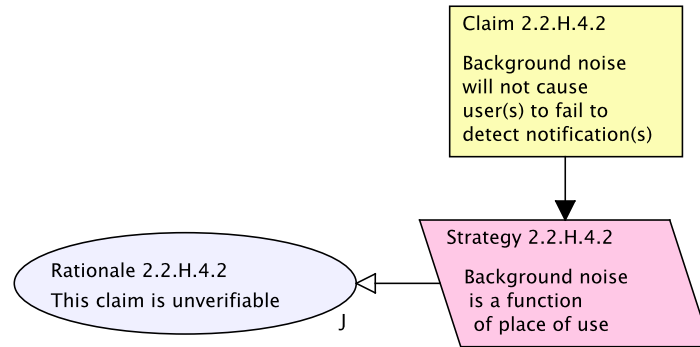 Claim 2.2.H.4.2
Background noise
will not cause
user(s) to fail to
detect notification(s)
Strategy 2.2.H.4.2
Background noise
is a function
of place of use
Rationale 2.2.H.4.2
This claim is unverifiable
J